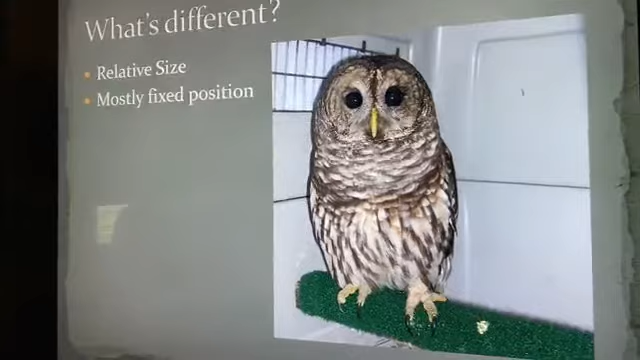 What's different?
Relative Size
Mostly fixed position